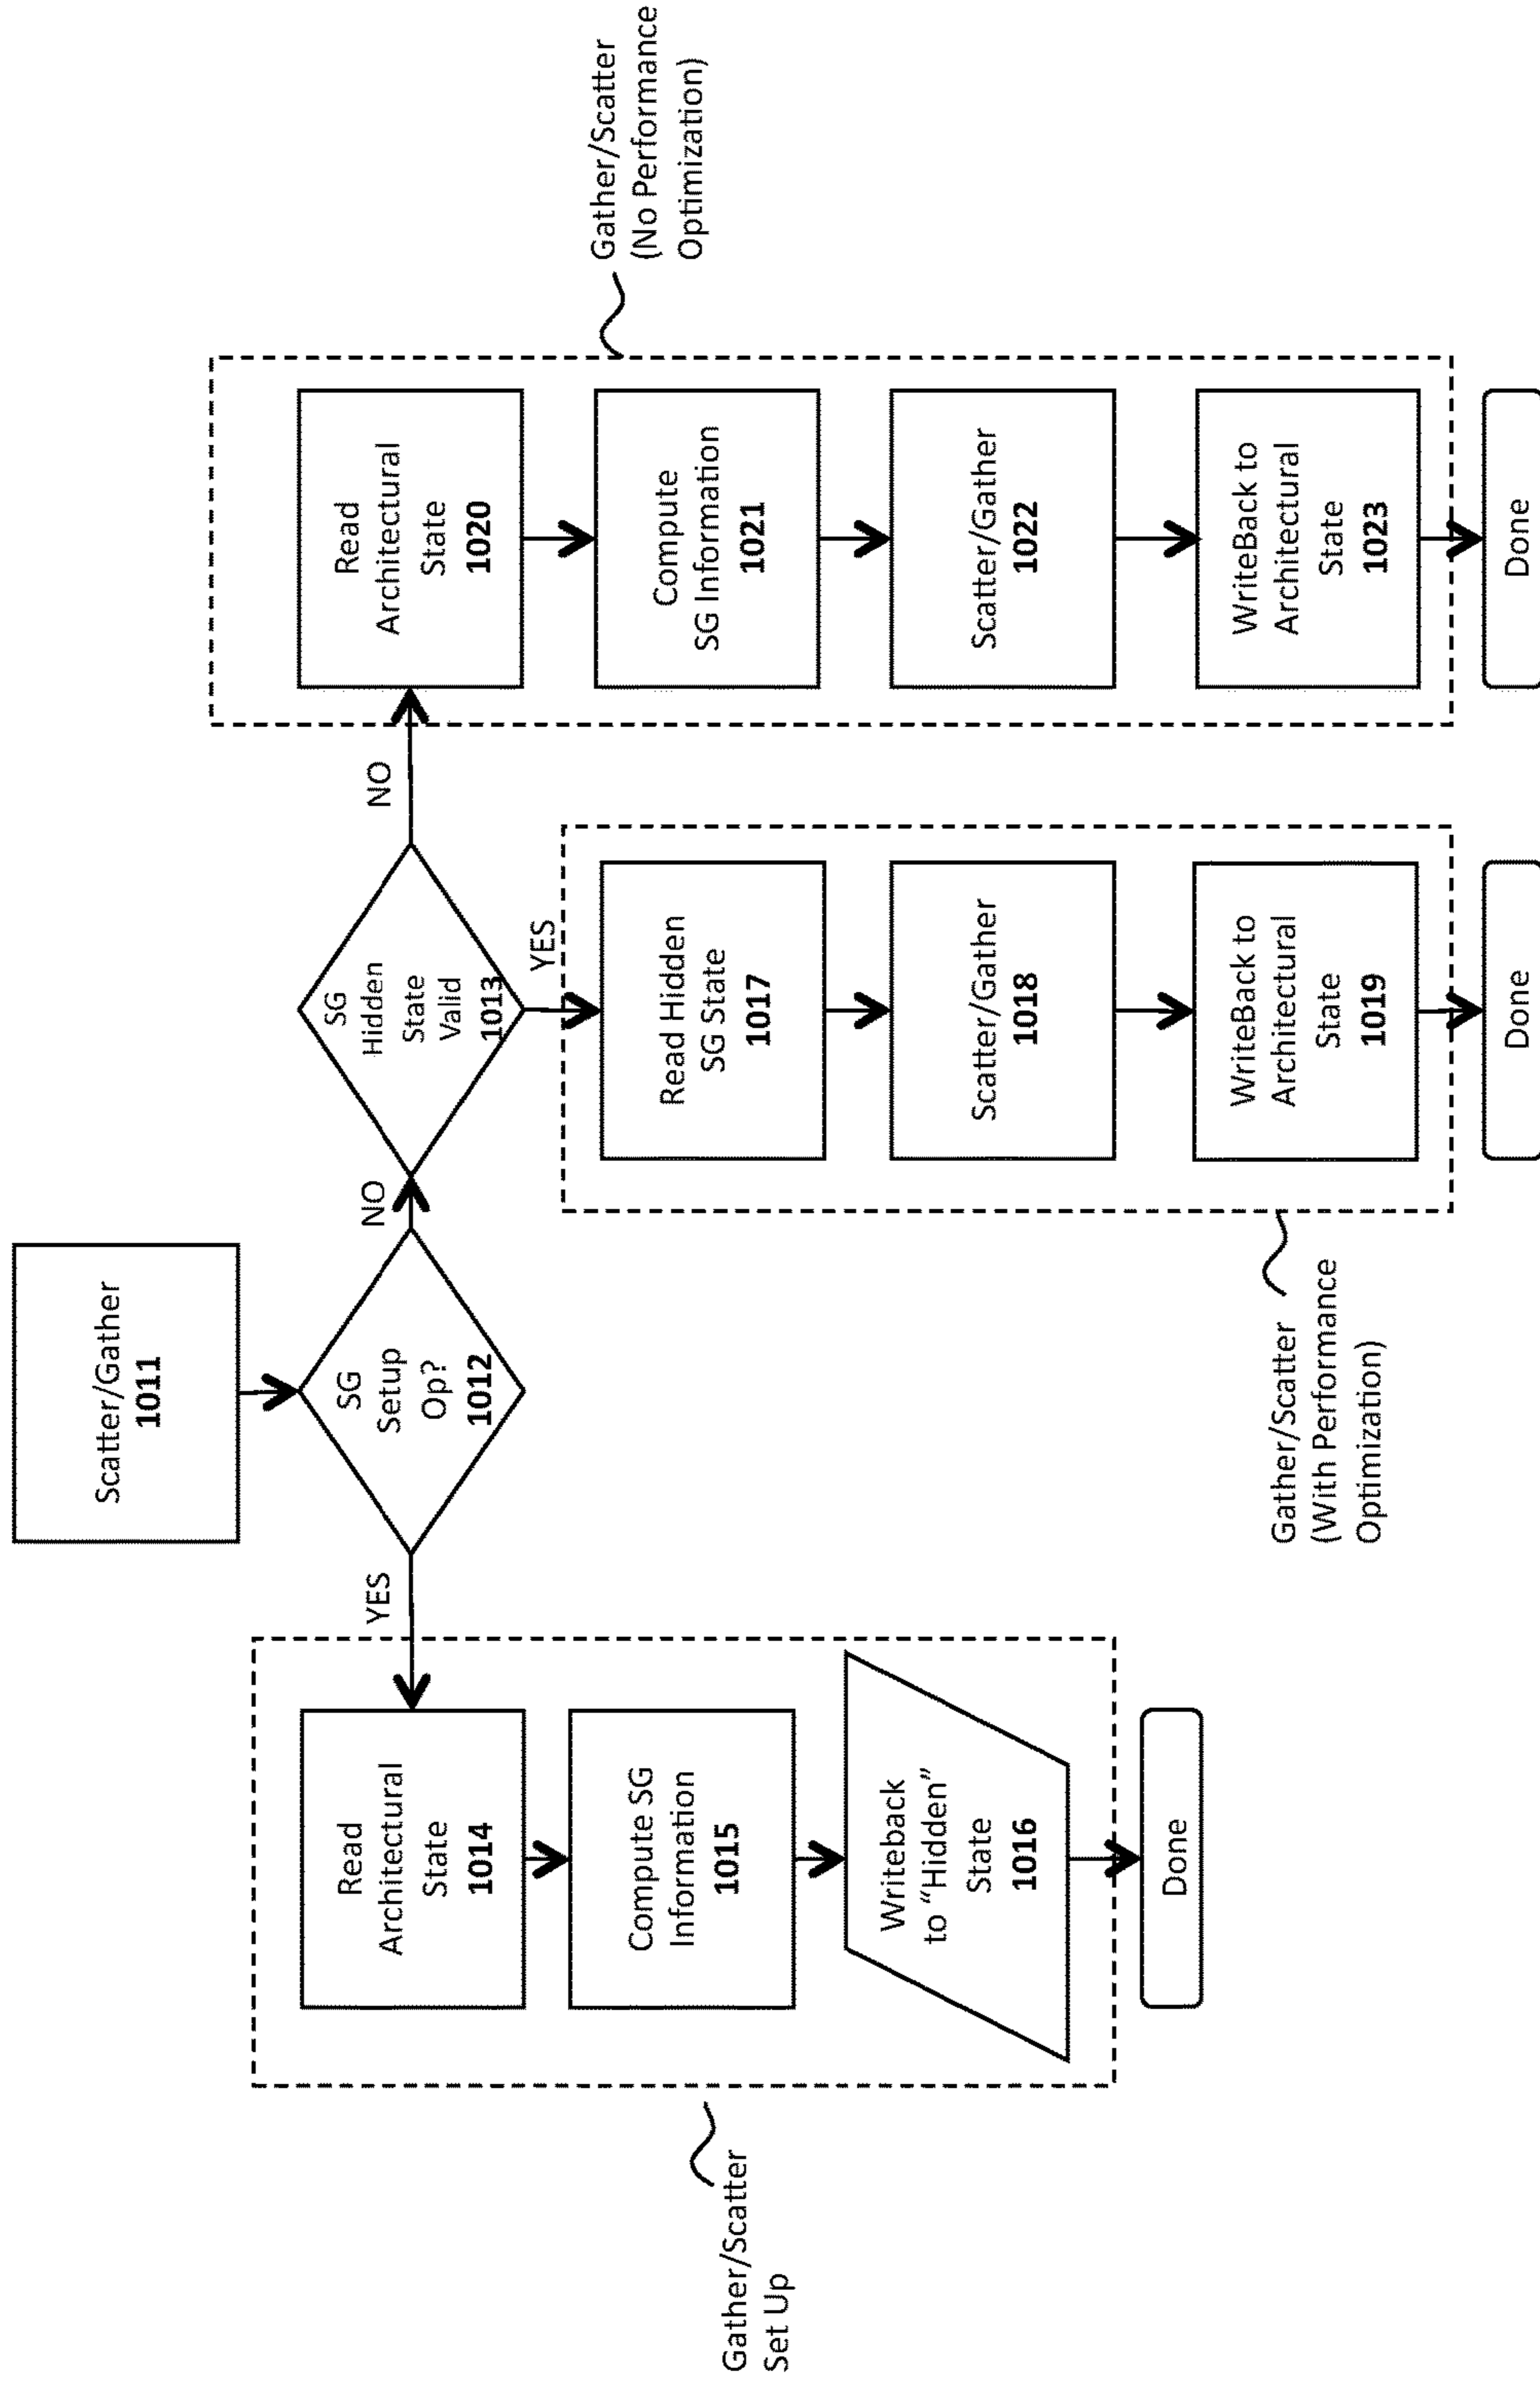 Scatter/Gather
1011
SG
Setup
Op?
1012
YES
NO
SG
Hidden
State
Valid
1013
YES
NO
Gather/Scatter
Set Up
Read
Architectural
State
1014
Compute SG
Information
1015
Writeback
to “Hidden”
State
1016
Done
Gather/Scatter
(With Performance
Optimization)
Read Hidden
SG State
1017
Scatter/Gather
1018
WriteBack to
Architectural
State
1019
Done
Gather/Scatter
(No Performance
Optimization)
Read
Architectural
State
1020
Compute
SG Information
1021
Scatter/Gather
1022
WriteBack to
Architectural
State
1023
Done